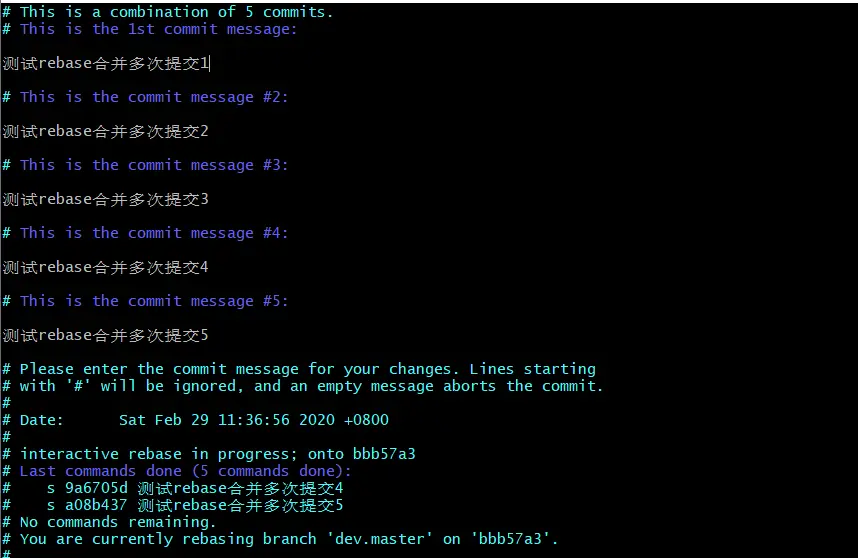 # This is a combination of 5 commits.
# This is the 1st commit message:
测试rebase合并多次提交1
# This is the commit message #2:
测试rebase合并多次提交2
# This is the commit message #3:
测试rebase合并多次提交3
# This is the commit message #4:
测试rebase合并多次提交4
# This is the commit message #5:
测试rebase合并多次提交5
# Please enter the commit message for your changes. Lines starting
# with '#' will be ignored, and an empty message aborts the commit.
#
# Date:      Sat Feb 29 11:36:56 2020 +0800
#
# interactive rebase in progress; onto bbb57a3
# Last commands done (5 commands done):
#    s 9a6705d 测试rebase合并多次提交4
#    s a08b437 测试rebase合并多次提交5
# No commands remaining.
# You are currently rebasing branch 'dev.master' on 'bbb57a3'.
#